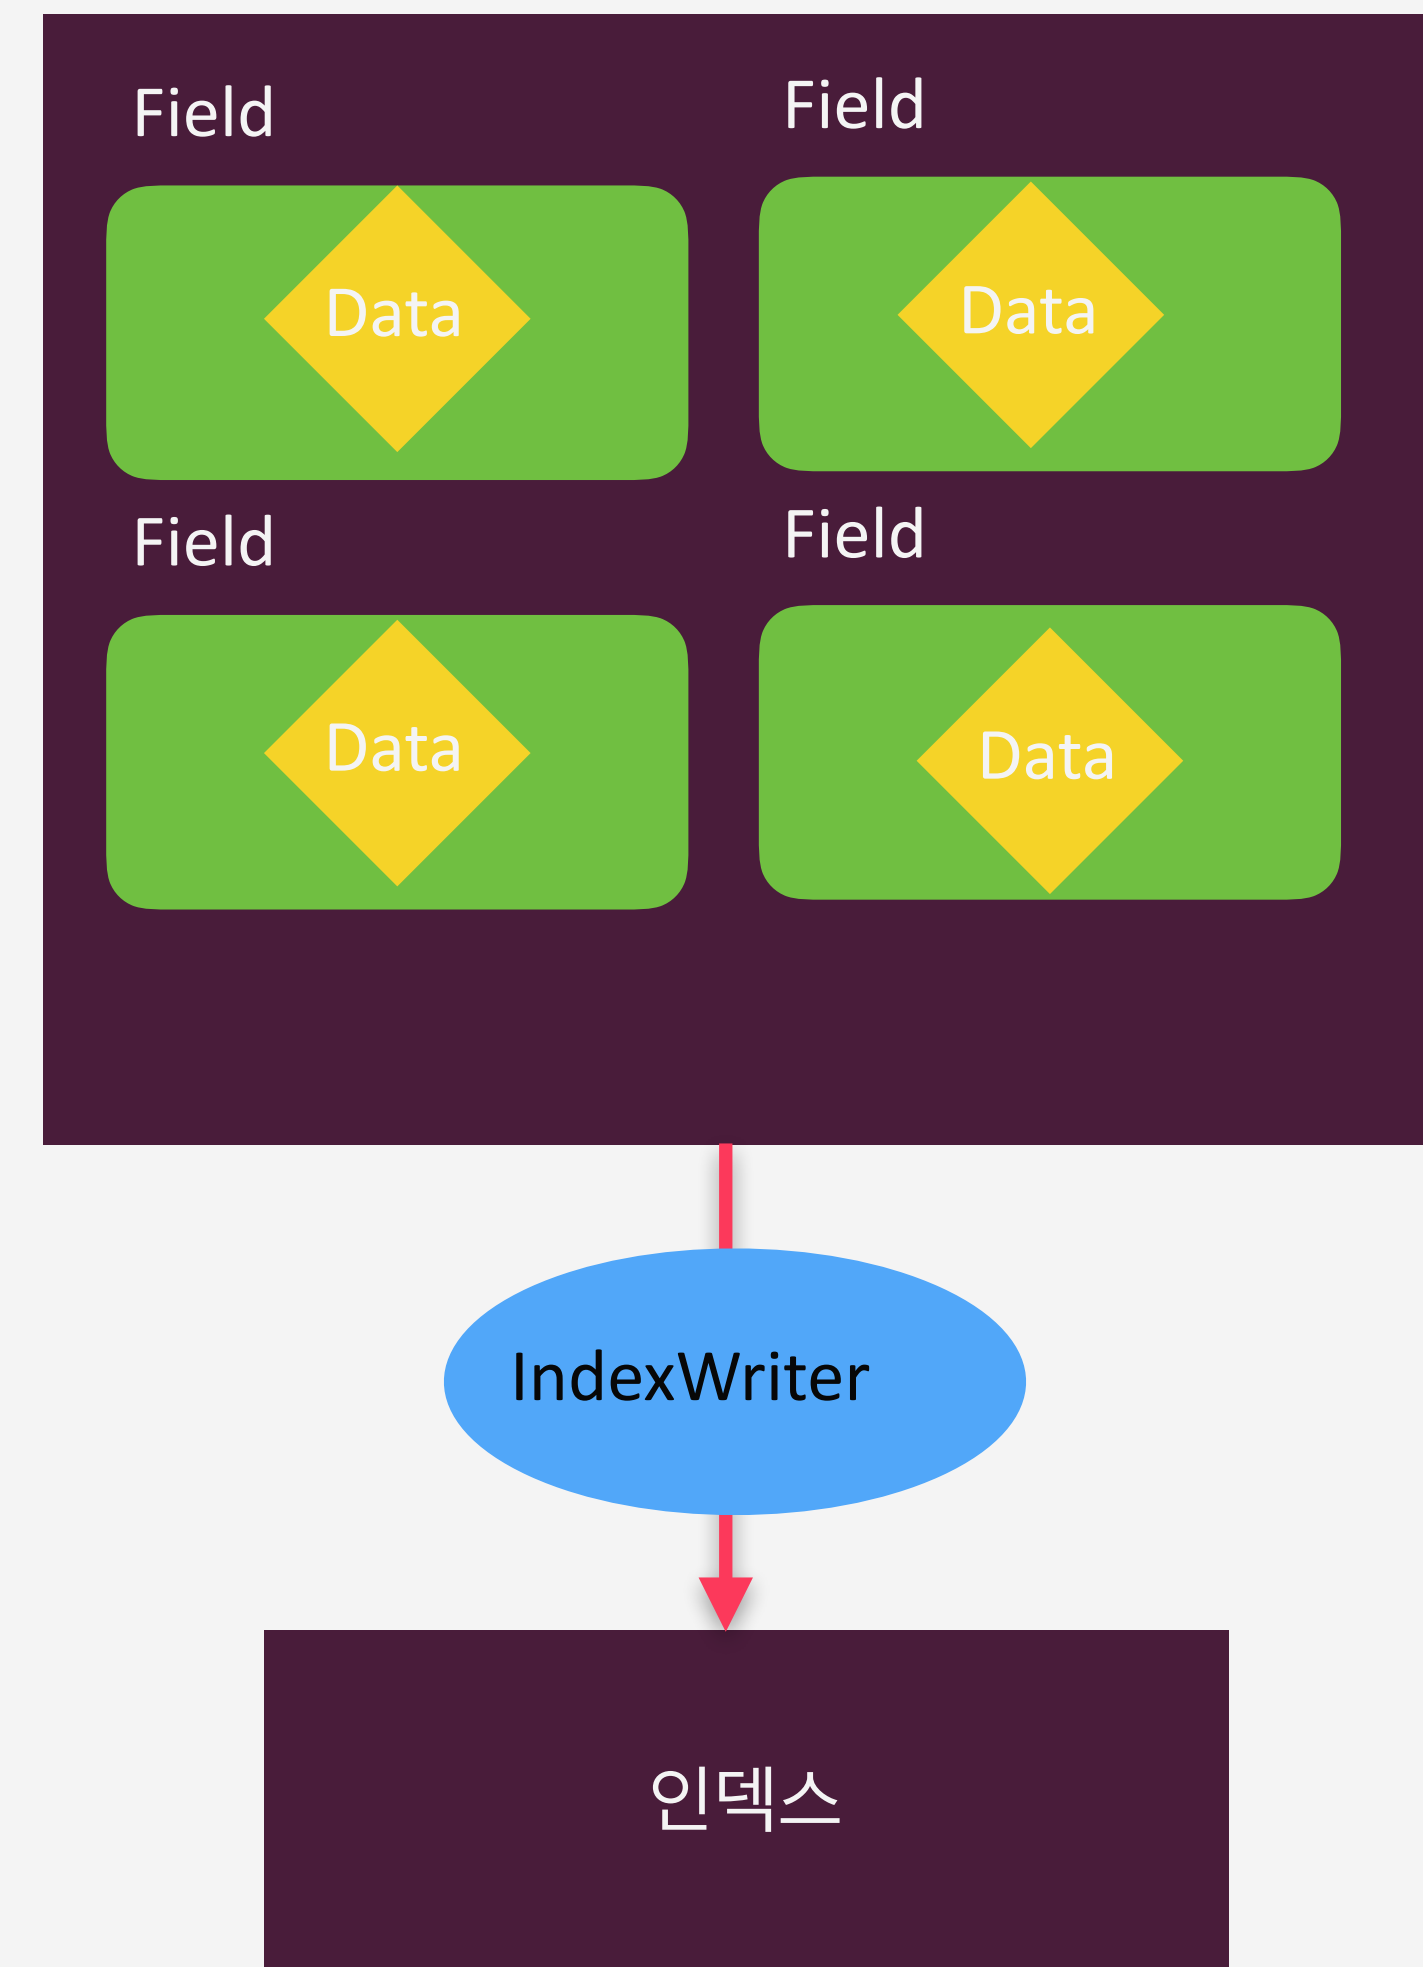 Field
Field
Data
Data
Field
Field
Data
Data
IndexWriter
인덱스